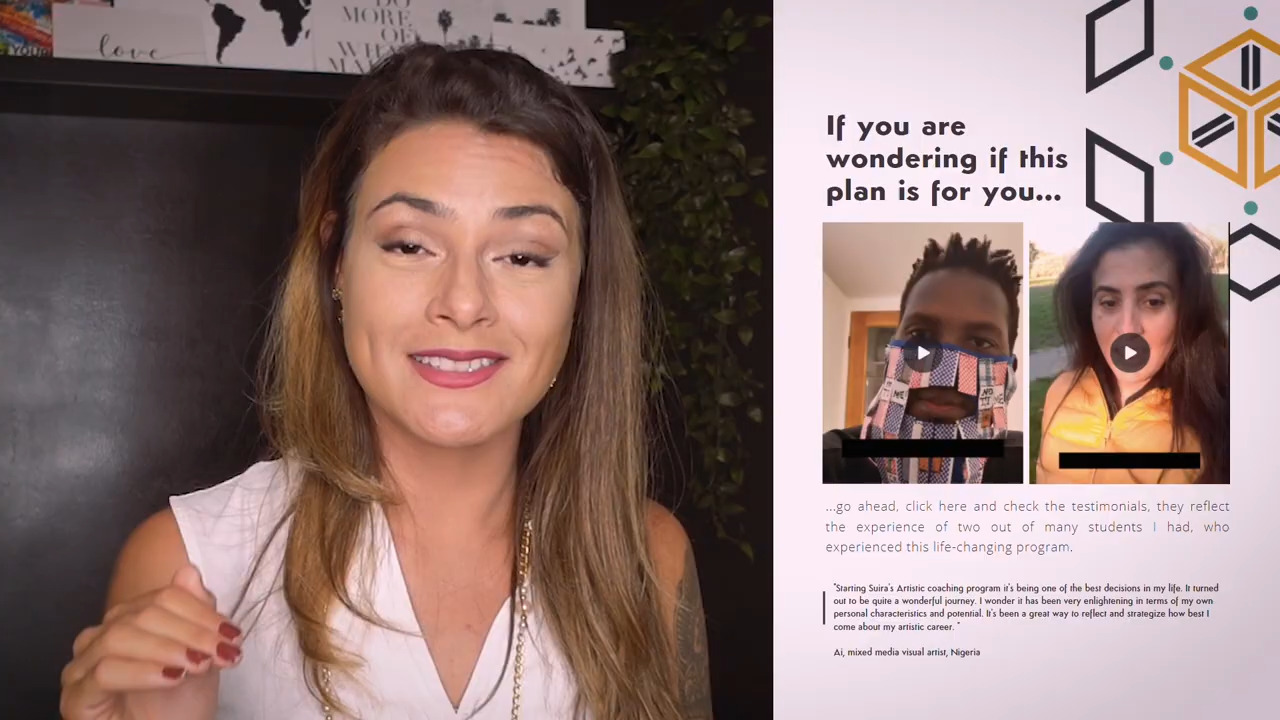 DO
MORE
OF
WHAT
love
YOUR
If you are
wondering if this
plan is for you...
NO
ME
...go ahead, click here and check the testimonials, they reflect
the experience of two out of many students I had, who
experienced this life-changing program.
"Starting Suira's Artistic coaching program it's being one of the best decisions in my life. It turned
out to be quite a wonderful journey. I wonder it has been very enlightening in terms of my own
personal characteristics and potential. It's been a great way to reflect and strategize how best I
come about my artistic career. "
Ai, mixed media visual artist, Nigeria